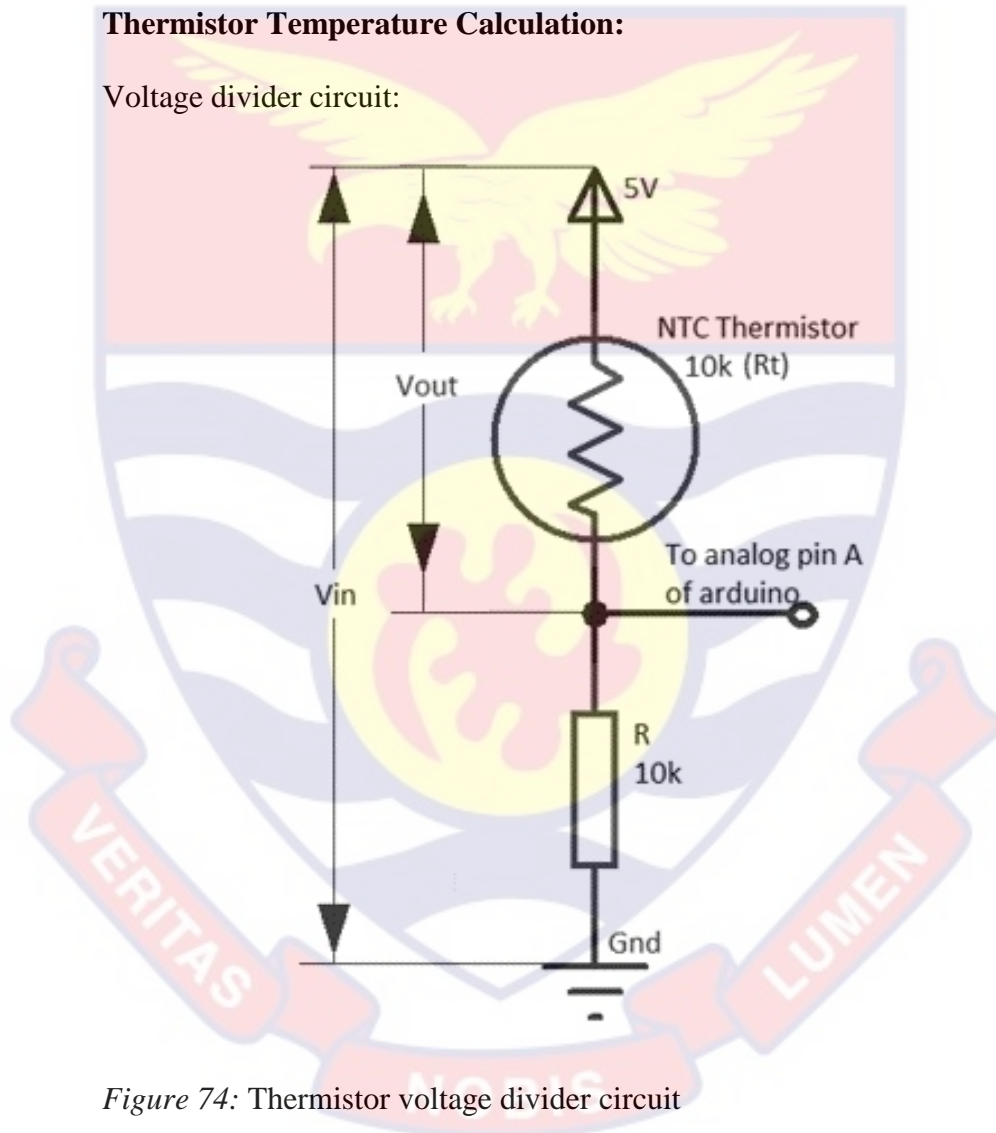 Thermistor Temperature Calculation:
Voltage divider circuit:
5V
NTC Thermistor
10k (Rt)
Vout
To analog pin A
of arduino
Vin
R
10k
Gnd
VERITAS
NOBIS
LUMEN
Figure 74: Thermistor voltage divider circuit